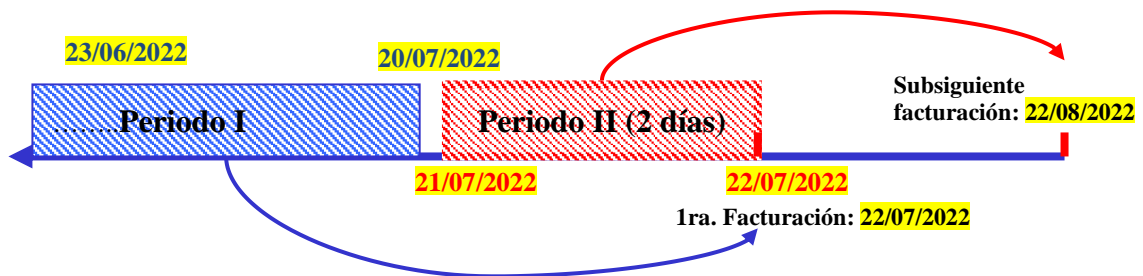 23/06/2022
20/07/2022
Subsiguiente
facturación: 22/08/2022
........Periodo I
Periodo II (2 días)
21/07/2022
22/07/2022
1ra. Facturación: 22/07/2022